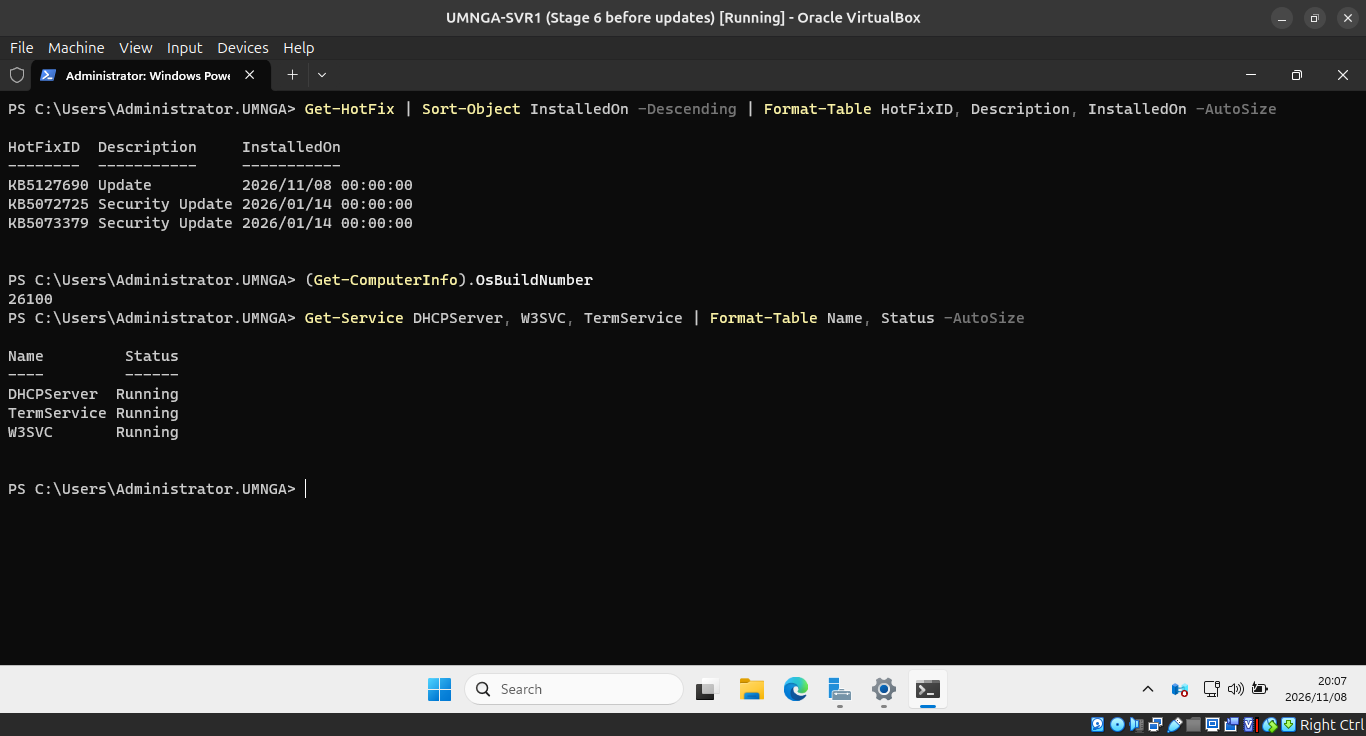 UMNGA-SVR1 (Stage 6 before updates) [Running] - Oracle VirtualBox
File Machine View Input Devices Help
Administrator: Windows Powe
PS C:\Users\Administrator.UMNGA> Get-HotFix | Sort-Object InstalledOn -Descending | Format-Table HotFixID, Description, InstalledOn -AutoSize
HotFixID Description InstalledOn
-------- ----------- -----------
KB5127690 Update 2026/11/08 00:00:00
KB5072725 Security Update 2026/01/14 00:00:00
KB5073379 Security Update 2026/01/14 00:00:00
PS C:\Users\Administrator.UMNGA> (Get-ComputerInfo).OsBuildNumber
26100
PS C:\Users\Administrator.UMNGA> Get-Service DHCPServer, W3SVC, TermService | Format-Table Name, Status -AutoSize
Name Status
---- ------
DHCPServer Running
TermService Running
W3SVC Running
PS C:\Users\Administrator.UMNGA>
Search
20:07
2026/11/08
Right Ctrl